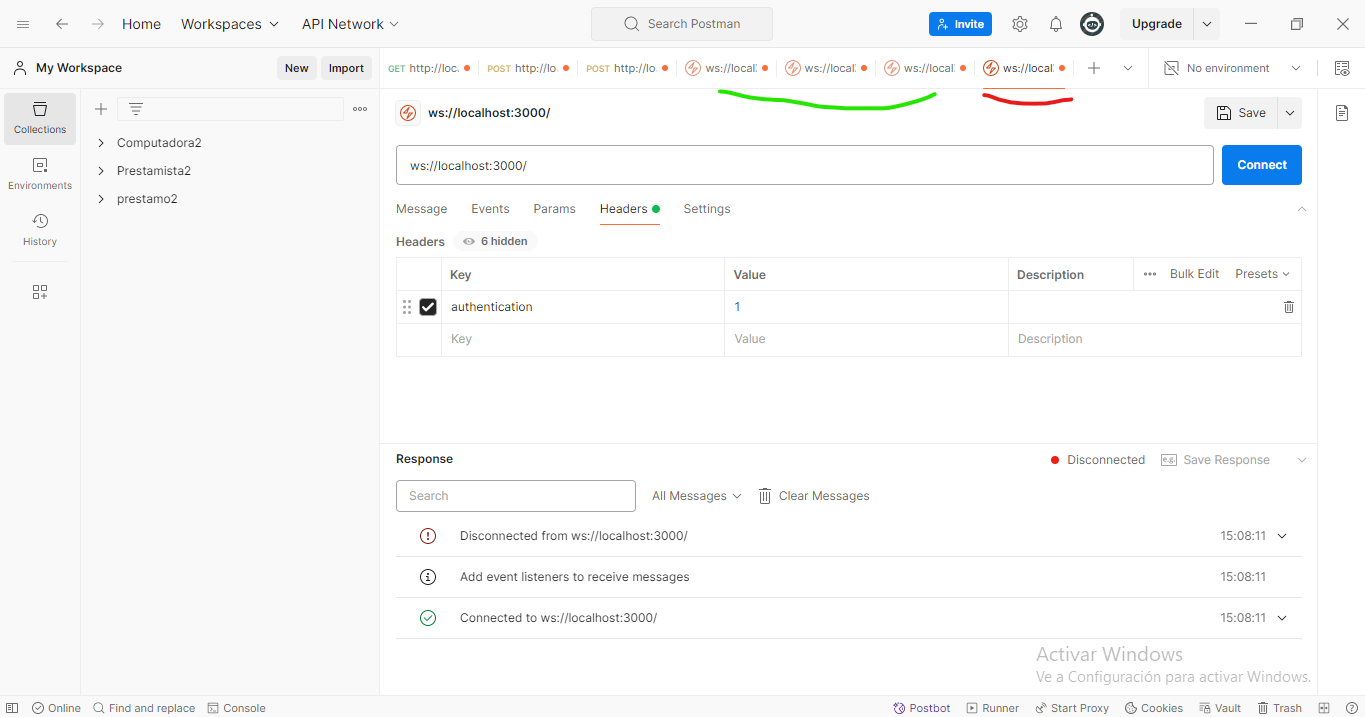 Home Workspaces API Network Search Postman Invite Upgrade
My Workspace New Import GET http://loc POST http://lo POST http://lo ws://local ws://local ws://local ws://local No environment
Collections
Environments
History
Computadora2
Prestamista2
prestamo2
ws://localhost:3000/ Save
ws://localhost:3000/ Connect
Message Events Params Headers Settings
Headers 6 hidden
Key Value Description Bulk Edit Presets
authentication 1
Key Value Description
Response Disconnected e.g. Save Response
Search All Messages Clear Messages
Disconnected from ws://localhost:3000/ 15:08:11
Add event listeners to receive messages 15:08:11
Connected to ws://localhost:3000/ 15:08:11
Activar Windows
Ve a Configuración para activar Windows.
Online Find and replace Console Postbot Runner Start Proxy Cookies Vault Trash